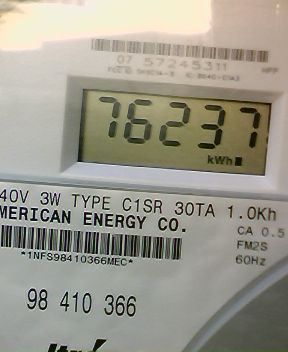 07 57245311
76237
kWh
40V 3W TYPE C1SR 30TA 1.0Kh
MERICAN ENERGY CO.
CA 0.5
FM2S
60Hz
*1NFS98410366MEC*
98 410 366